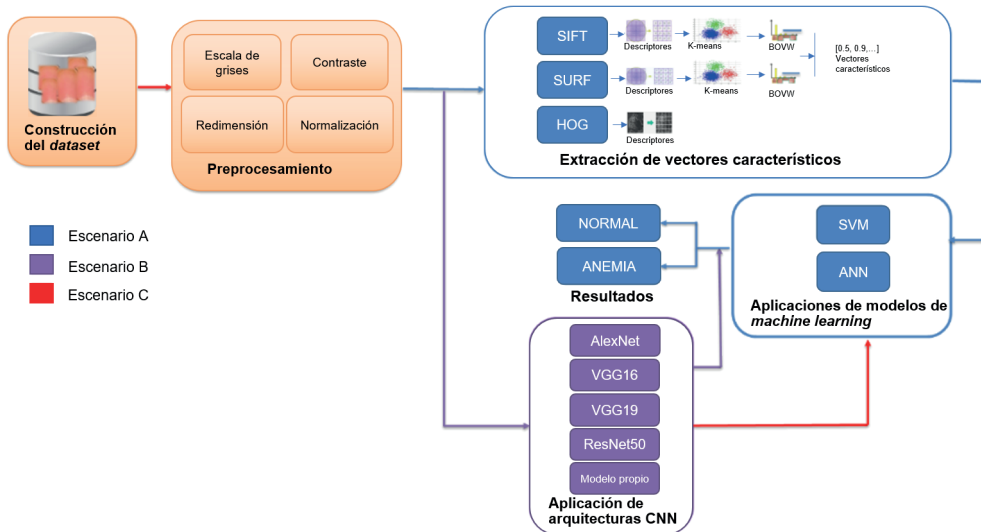 Construcción
del dataset
Escala de
grises
Contraste
Redimensión
Normalización
Preprocesamiento
SIFT
Descriptores
K-means
BOVW
SURF
Descriptores
K-means
BOVW
[0.5, 0.9,...]
Vectores
característicos
HOG
Descriptores
Extracción de vectores característicos
Escenario A
Escenario B
Escenario C
NORMAL
ANEMIA
Resultados
SVM
ANN
Aplicaciones de modelos de
machine learning
AlexNet
VGG16
VGG19
ResNet50
Modelo propio
Aplicación de
arquitecturas CNN